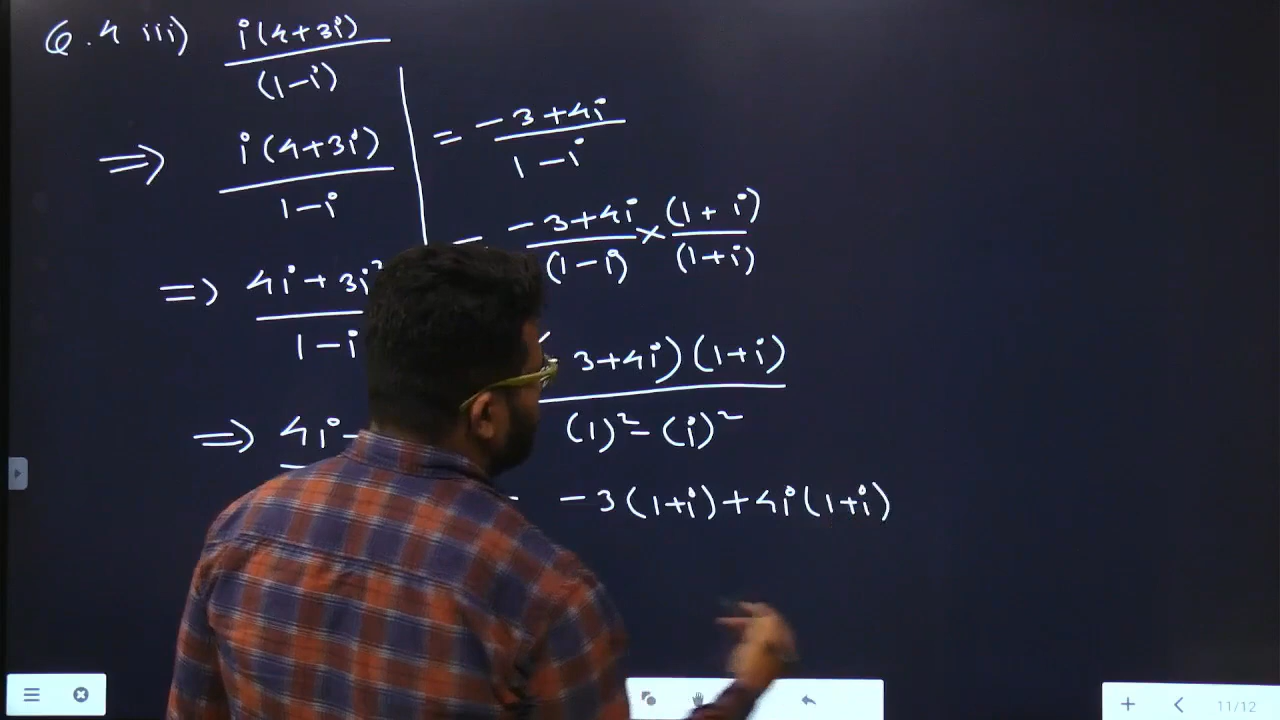 Q.4 iii) i(4+3i)
(1-i)
⇒ i(4+3i)
1-i
⇒ 4i+3i²
1-i
⇒ 4i-
= -3+4i
1-i
-3+4i × (1+i)
(1-i) (1+i)
3+4i)(1+i)
(1)²-(i)²
-3(1+i)+4i(1+i)
11/12